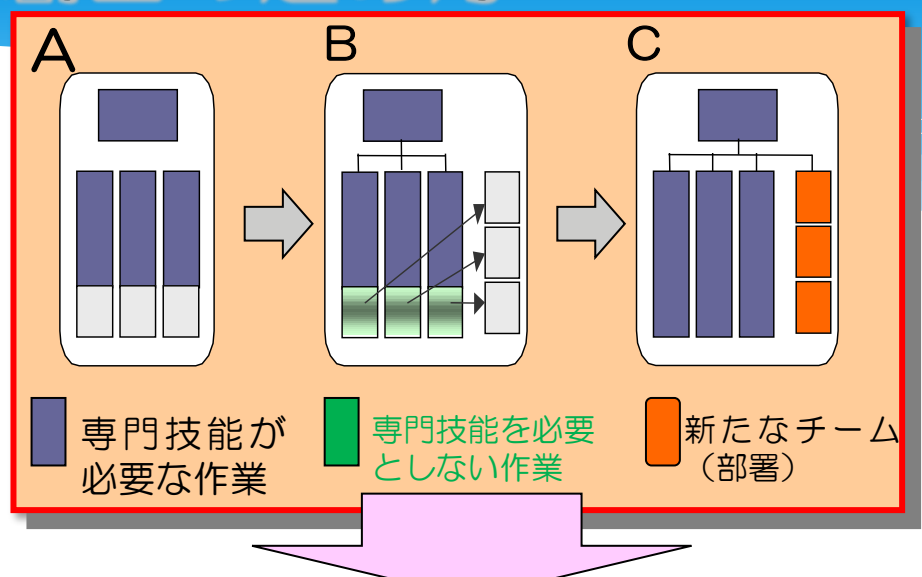 A
B
C
専門技能が
必要な作業
専門技能を必要
としない作業
新たなチーム
（部署）